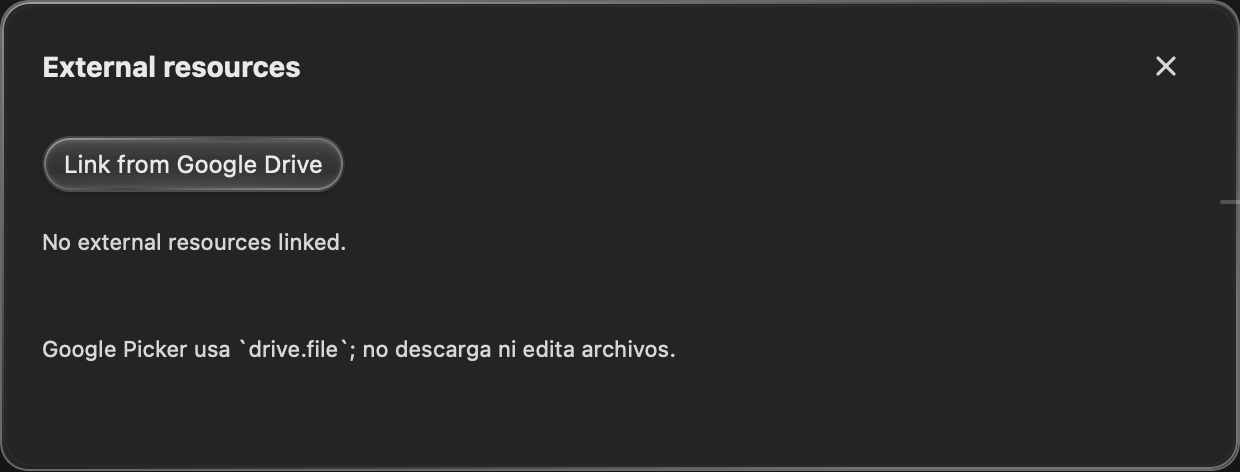 External resources
Link from Google Drive
No external resources linked.
Google Picker usa `drive.file`; no descarga ni edita archivos.